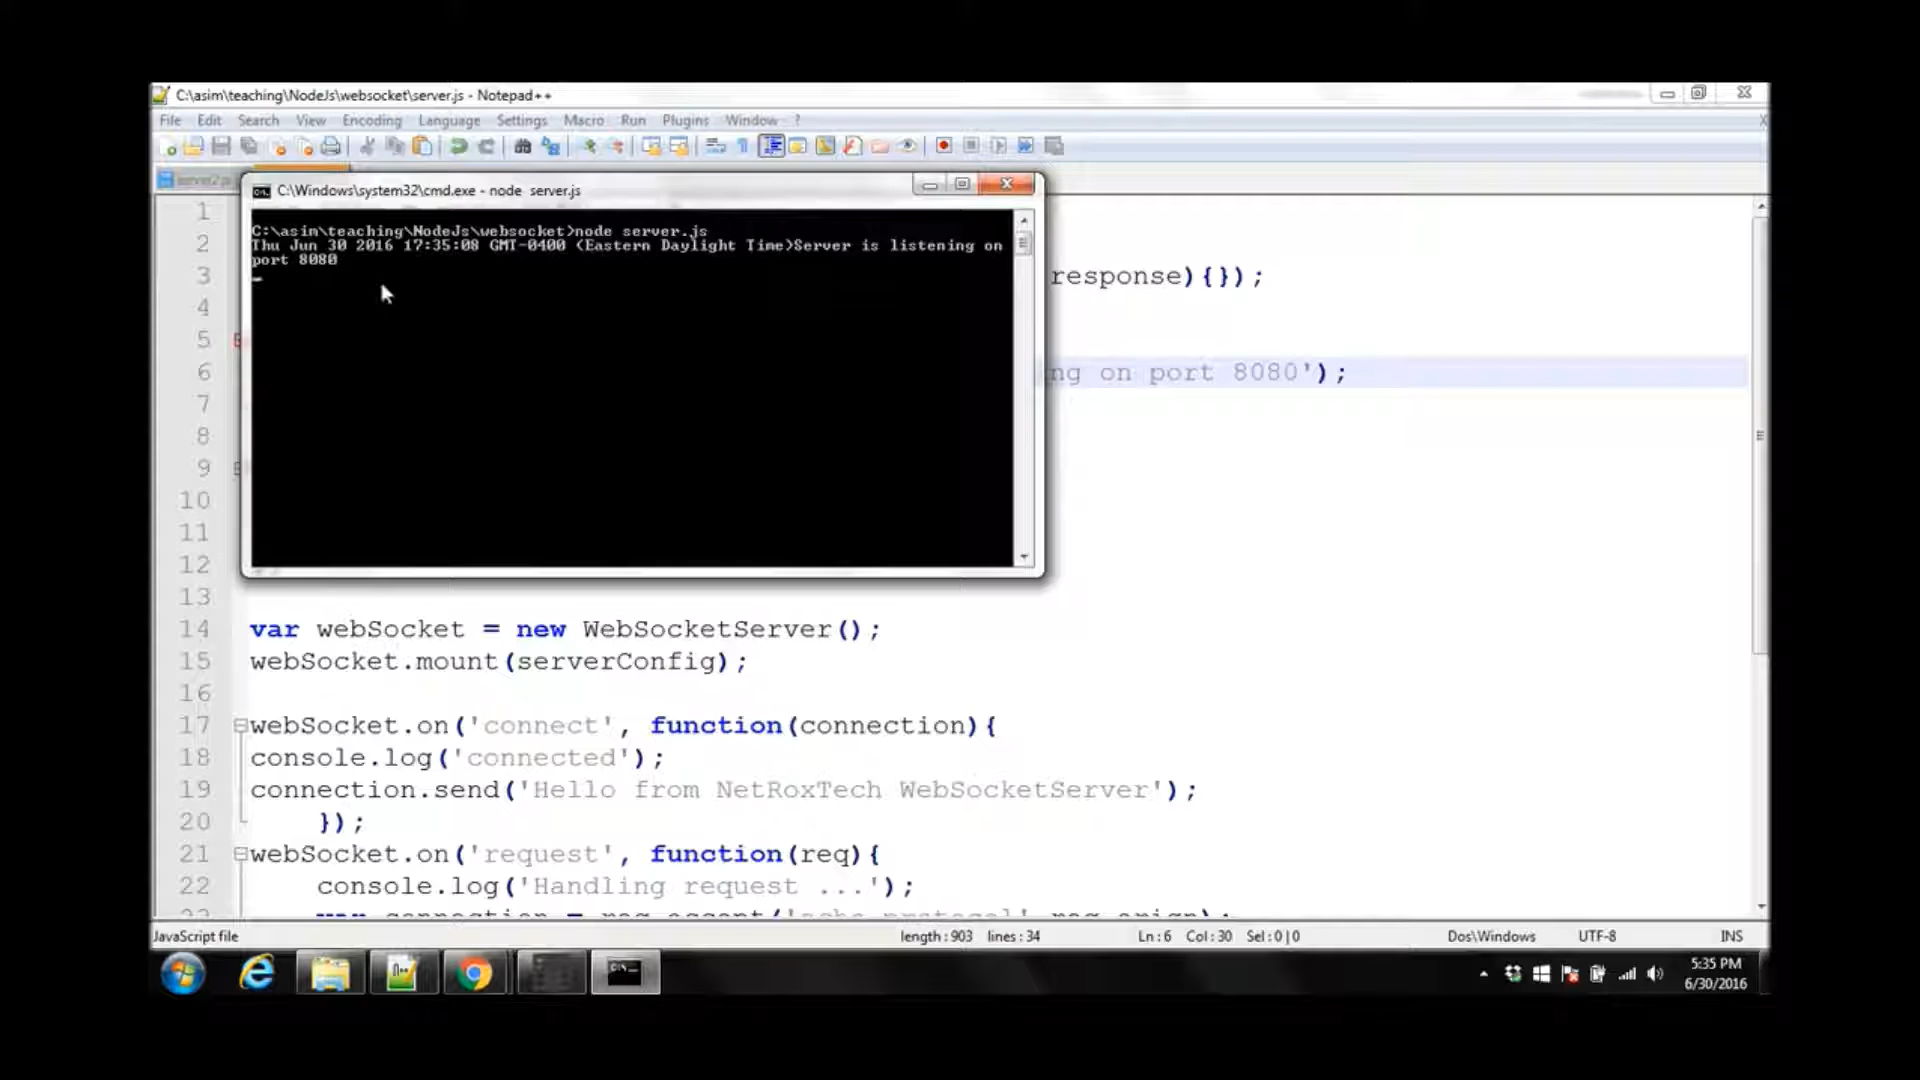 C:\asim\teaching\NodeJs\websocket\server.js - Notepad++
File Edit Search View Encoding Language Settings Macro Run Plugins Window ?
C:\Windows\system32\cmd.exe - node server.js
C:\asim\teaching\NodeJs\websocket>node server.js
Thu Jun 30 2016 17:35:08 GMT-0400 (Eastern Daylight Time)Server is listening on
port 8080
1
2
3 response){});
4
5
6 ng on port 8080');
7
8
9
10
11
12
13
14 var webSocket = new WebSocketServer();
15 webSocket.mount(serverConfig);
16
17 webSocket.on('connect', function(connection){
18 console.log('connected');
19 connection.send('Hello from NetRoxTech WebSocketServer');
20 });
21 webSocket.on('request', function(req){
22 console.log('Handling request ...');
JavaScript file length : 903 lines : 34 Ln : 6 Col : 30 Sel : 0 | 0 Dos\Windows UTF-8 INS
5:35 PM
6/30/2016